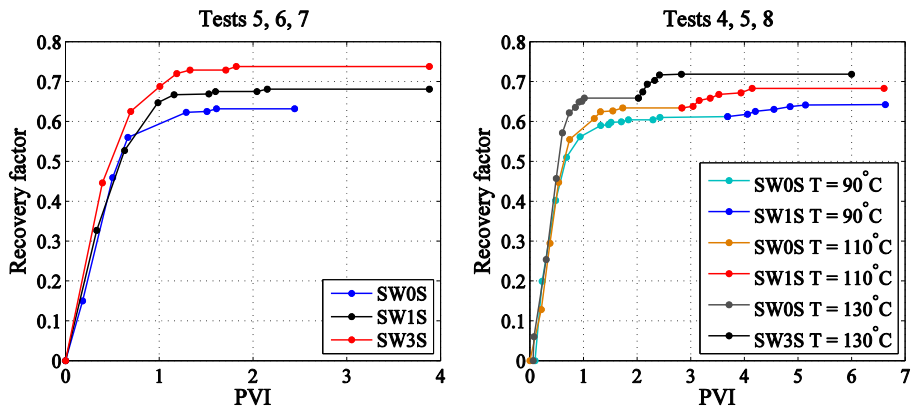 Tests 5, 6, 7
Recovery factor
0.8
0.7
0.6
0.5
0.4
0.3
0.2
0.1
0
0 1 2 3 4
PVI
SW0S
SW1S
SW3S
Tests 4, 5, 8
Recovery factor
0.8
0.7
0.6
0.5
0.4
0.3
0.2
0.1
0
0 1 2 3 4 5 6 7
PVI
SW0S T = 90°C
SW1S T = 90°C
SW0S T = 110°C
SW1S T = 110°C
SW0S T = 130°C
SW3S T = 130°C